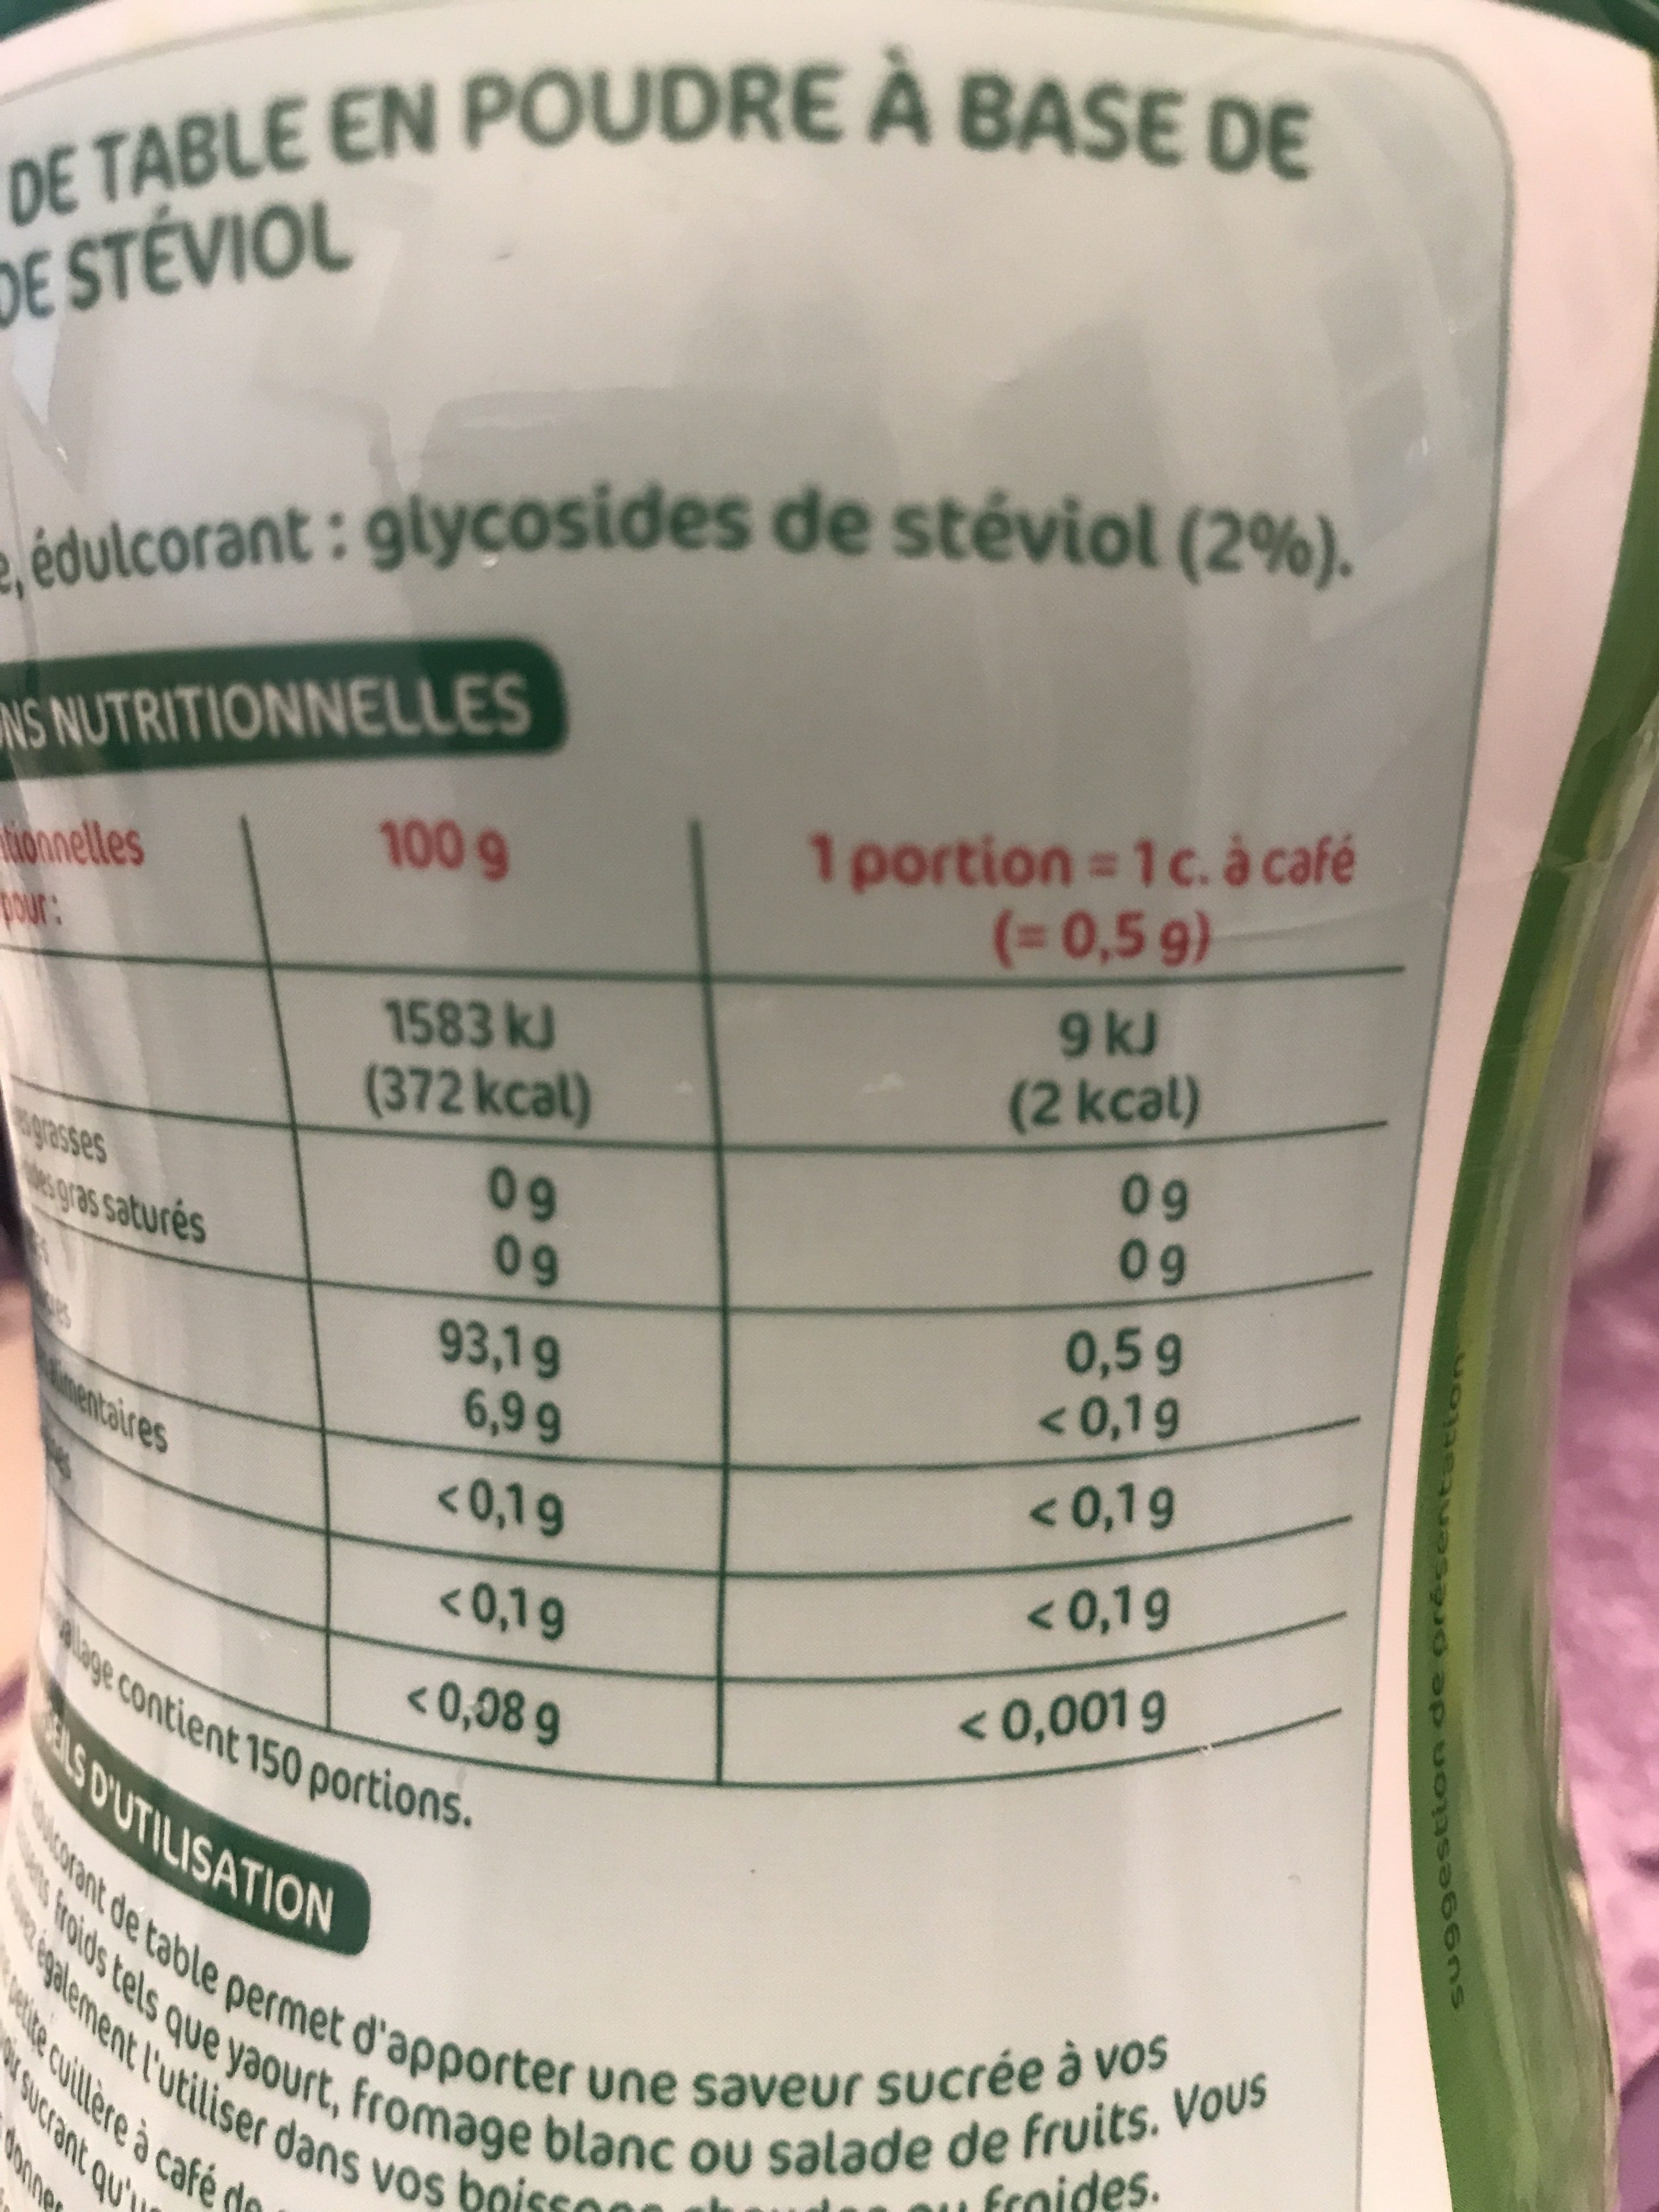 DE TABLE EN POUDRE À BASE DE
DE STÉVIOL
édulcorant : glycosides de stéviol (2%).
NS NUTRITIONNELLES
tionnelles 100 g 1 portion = 1 c. à café
pour : (= 0,5 g)
1583 kJ 9 kJ
(372 kcal) (2 kcal)
grasses 0 g 0 g
gras saturés 0 g 0 g
93,1 g 0,5 g
6,9 g < 0,1 g
alimentaires < 0,1 g < 0,1 g
< 0,1 g < 0,1 g
< 0,08 g < 0,001 g
contient 150 portions.
D'UTILISATION
de table permet d'apporter une saveur sucrée à vos
froids tels que yaourt, fromage blanc ou salade de fruits. Vous
également l'utiliser dans vos boissons chaudes ou froides.
petite cuillère à café de
sucrant qu'u
donner
suggestion de présentation